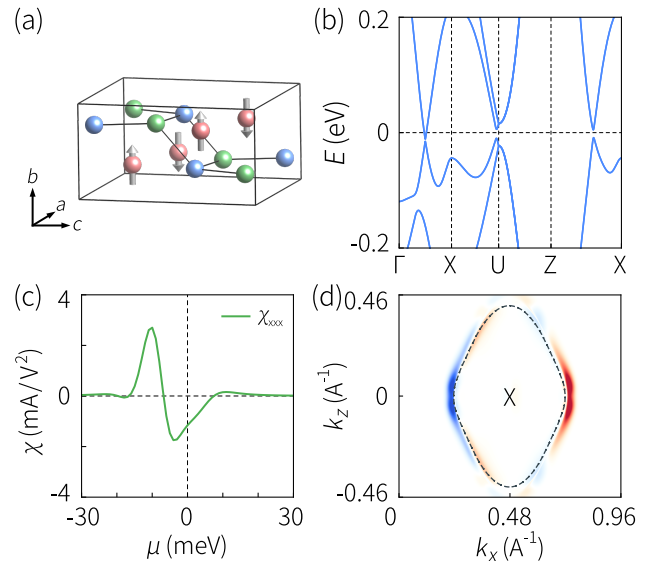 (a)
b
a
c
(b)
0.2
E (eV)
0
-0.2
Γ X U Z X
(c)
4
χxxx
χ (mA/V²)
0
-4
-30 0 30
μ (meV)
(d)
0.46
X
kz (Å⁻¹)
0
-0.46
0 0.48 0.96
kx (Å⁻¹)